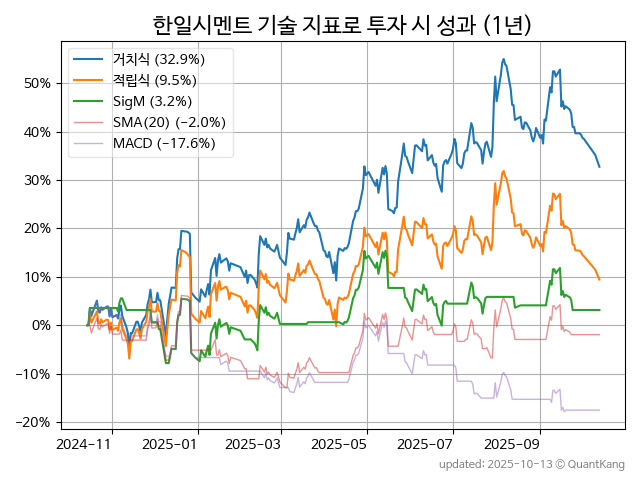 한일시멘트 기술 지표로 투자 시 성과 (1년)
거치식 (32.9%)
적립식 (9.5%)
SigM (3.2%)
SMA(20) (−2.0%)
MACD (−17.6%)
50%
40%
30%
20%
10%
0%
−10%
−20%
2024-11
2025-01
2025-03
2025-05
2025-07
2025-09
updated: 2025-10-13 © QuantKang